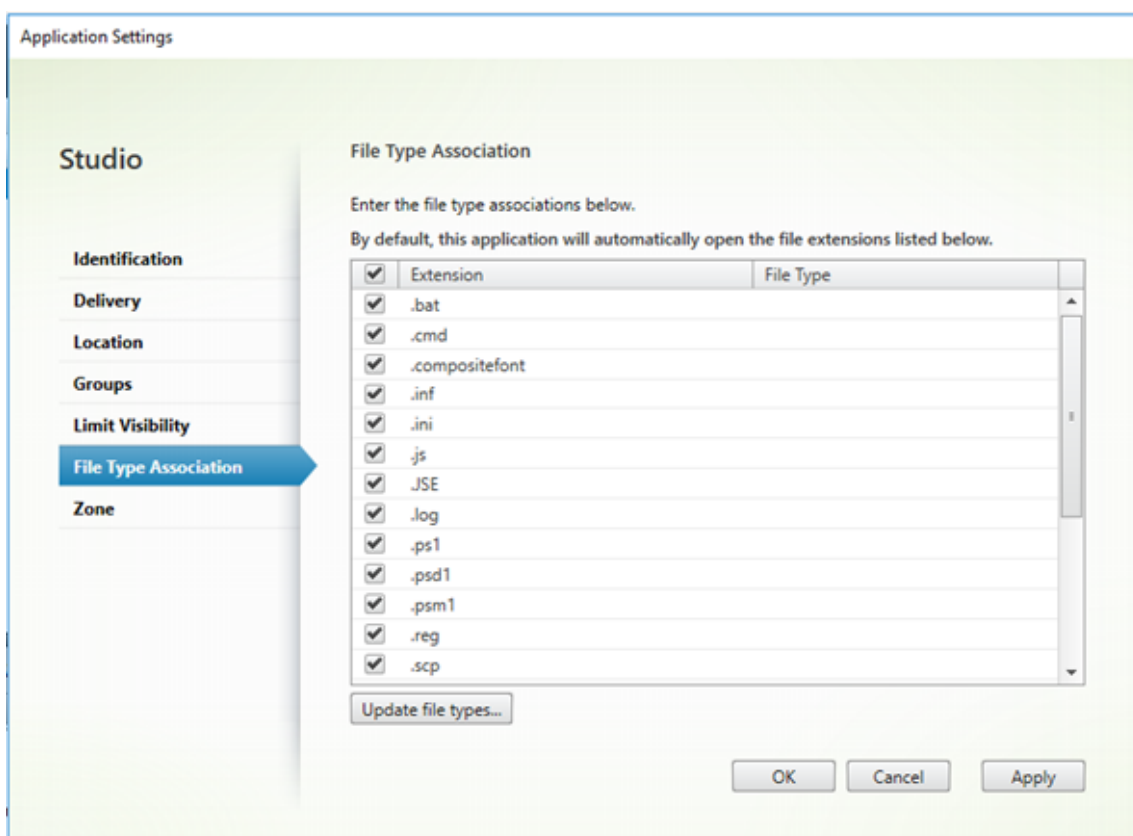 Application Settings
Studio
Identification
Delivery
Location
Groups
Limit Visibility
File Type Association
Zone
File Type Association
Enter the file type associations below.
By default, this application will automatically open the file extensions listed below.
Extension File Type
.bat
.cmd
.compositefont
.inf
.ini
.js
.JSE
.log
.ps1
.psd1
.psm1
.reg
.scp
Update file types...
OK Cancel Apply